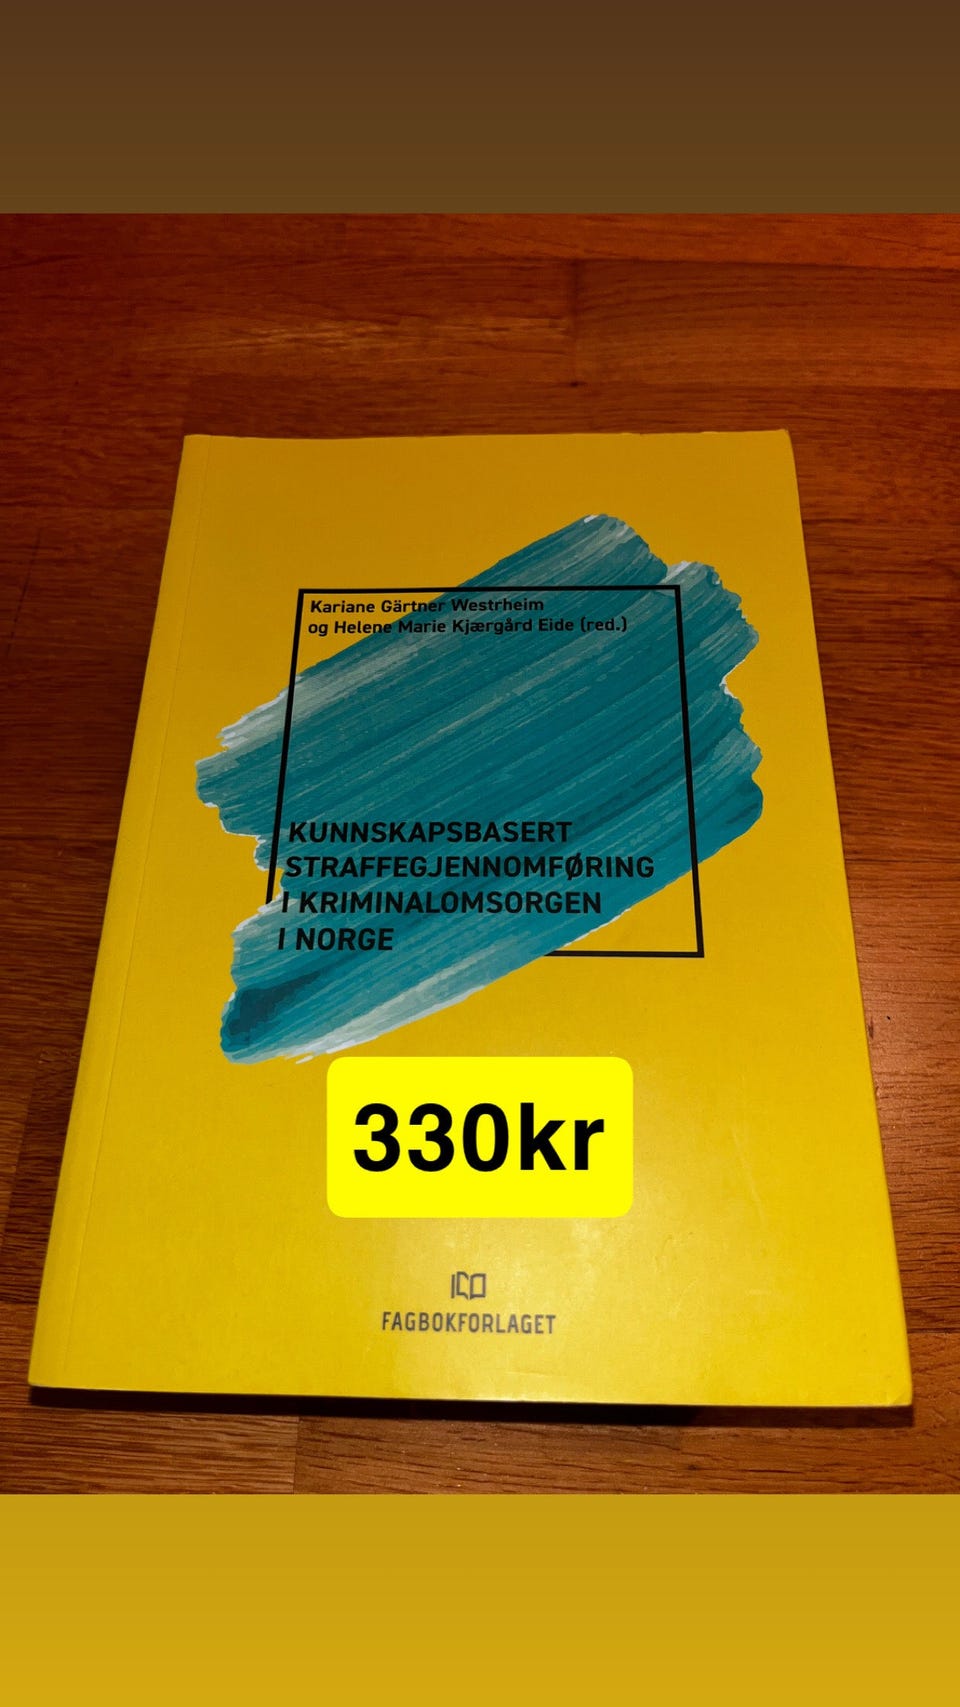 Kariane Gärtner Westrheim
og Helene Marie Kjærgård Eide (red.)
KUNNSKAPSBASERT
STRAFFEGJENNOMFØRING
I KRIMINALOMSORGEN
I NORGE
330kr
FAGBOKFORLAGET